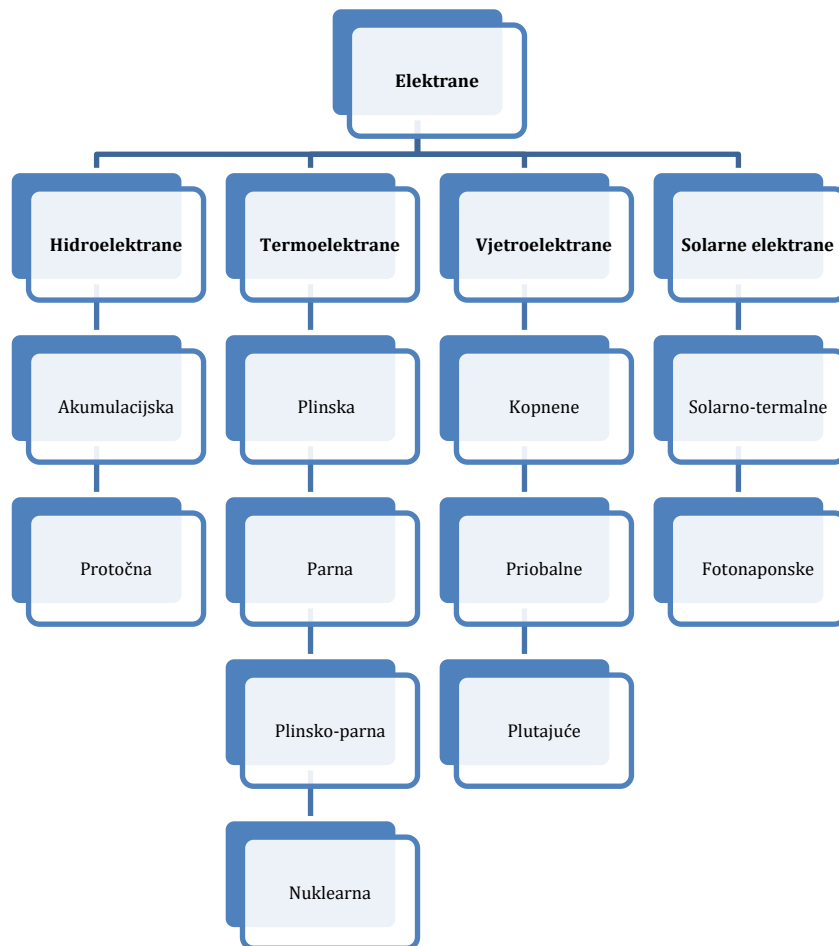 Elektrane
Hidroelektrane
Termoelektrane
Vjetroelektrane
Solarne elektrane
Akumulacijska
Plinska
Kopnene
Solarno-termalne
Protočna
Parna
Priobalne
Fotonaponske
Plinsko-parna
Plutajuće
Nuklearna